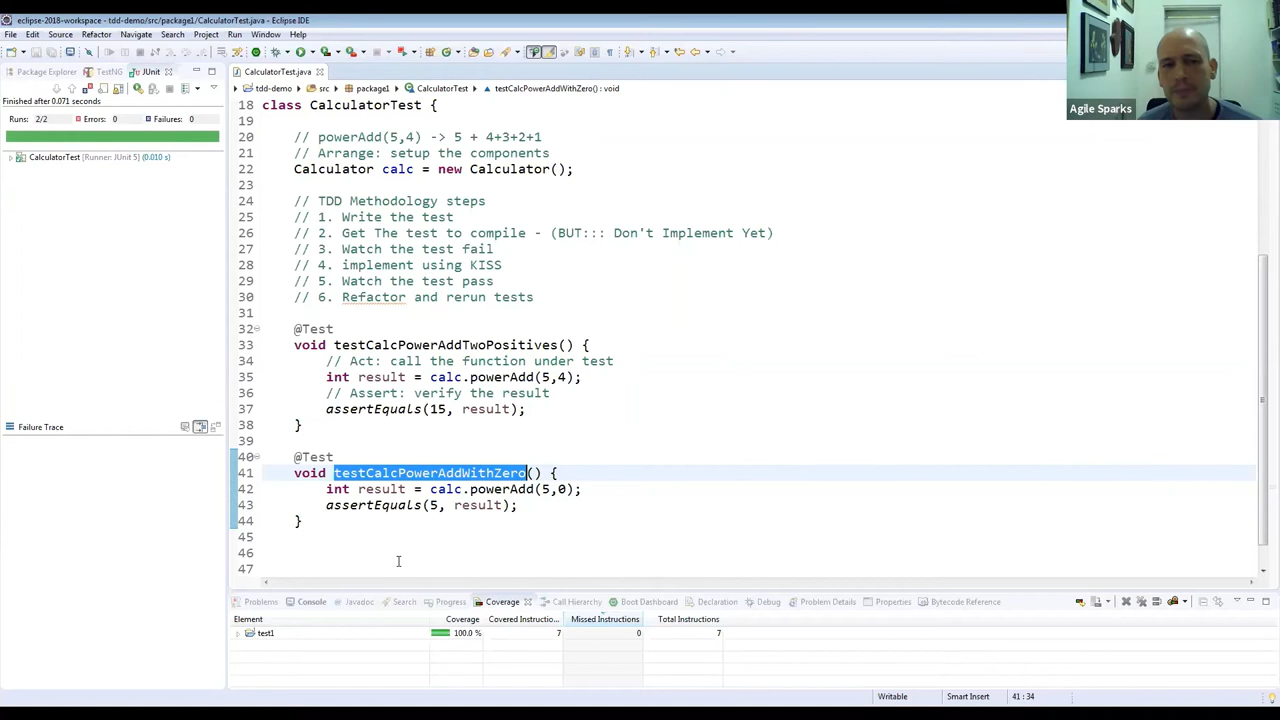 eclipse-2018-workspace - tdd-demo/src/package1/CalculatorTest.java - Eclipse IDE
File Edit Source Refactor Navigate Search Project Run Window Help
Package Explorer TestNG JUnit
Finished after 0.071 seconds
Runs: 2/2 Errors: 0 Failures: 0
CalculatorTest [Runner: JUnit 5] (0.010 s)
Failure Trace
CalculatorTest.java
tdd-demo src package1 CalculatorTest testCalcPowerAddWithZero() : void
18 class CalculatorTest {
19
20 // powerAdd(5,4) -> 5 + 4+3+2+1
21 // Arrange: setup the components
22 Calculator calc = new Calculator();
23
24 // TDD Methodology steps
25 // 1. Write the test
26 // 2. Get The test to compile - (BUT::: Don't Implement Yet)
27 // 3. Watch the test fail
28 // 4. implement using KISS
29 // 5. Watch the test pass
30 // 6. Refactor and rerun tests
31
32 @Test
33 void testCalcPowerAddTwoPositives() {
34 // Act: call the function under test
35 int result = calc.powerAdd(5,4);
36 // Assert: verify the result
37 assertEquals(15, result);
38 }
39
40 @Test
41 void testCalcPowerAddWithZero() {
42 int result = calc.powerAdd(5,0);
43 assertEquals(5, result);
44 }
45
46
47
Agile Sparks
Problems Console Javadoc Search Progress Coverage Call Hierarchy Boot Dashboard Declaration Debug Problem Details Properties Bytecode Reference
Element Coverage Covered Instructio... Missed Instructions Total Instructions
test1 100.0 % 7 0 7
Writable Smart Insert 41 : 34